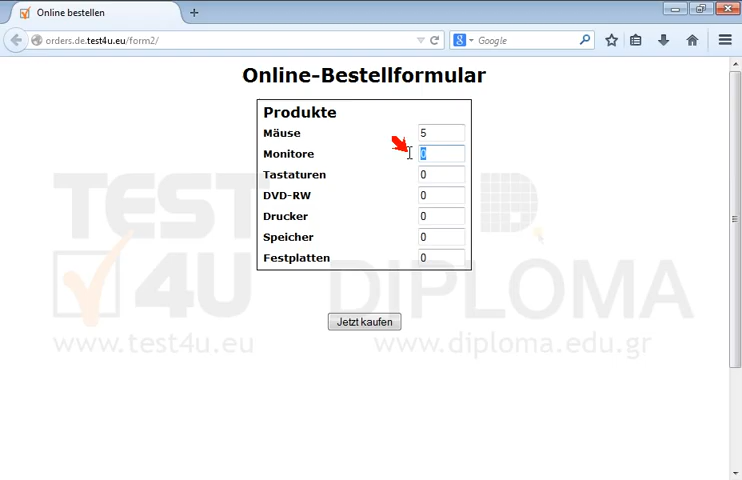 Online bestellen
orders.de.test4u.eu/form2/
Google
Online-Bestellformular
Produkte
Mäuse 5
Monitore 0
Tastaturen 0
DVD-RW 0
Drucker 0
Speicher 0
Festplatten 0
TEST
4U
DIPLOMA
Jetzt kaufen
www.test4u.eu
www.diploma.edu.gr